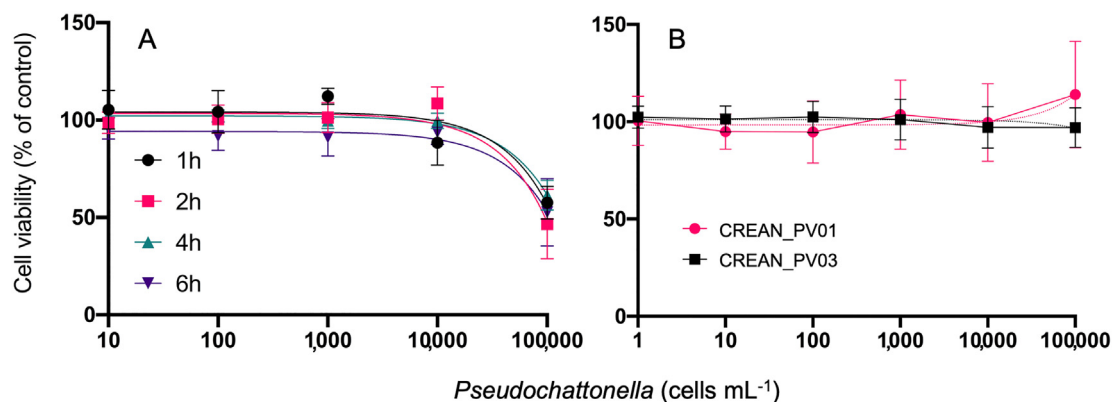 A
B
Cell viability (% of control)
150
100
50
0
1h
2h
4h
6h
10
100
1,000
10,000
100,000
150
100
50
0
CREAN_PV01
CREAN_PV03
1
10
100
1,000
10,000
100,000
Pseudochattonella (cells mL⁻¹)